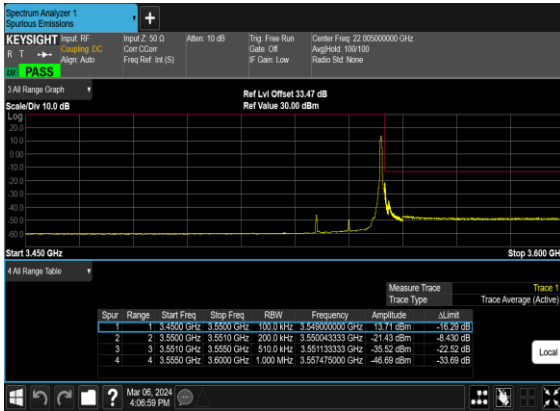 Spectrum Analyzer 1
Spurious Emissions
+
KEYSIGHT Input: RF Input Z: 50 Ω Atten: 10 dB Trig: Free Run Center Freq: 22.005000000 GHz
R T Coupling: DC Corr CCorr Gate: Off Avg|Hold: 100/100
Align: Auto Freq Ref: Int (S) IF Gain: Low Radio Std: None
LXI PASS
3 All Range Graph
Ref Lvl Offset 33.47 dB
Scale/Div 10.0 dB Ref Value 30.00 dBm
Log
20.0
10.0
0.00
-10.0
-20.0
-30.0
-40.0
-50.0
-60.0
Start 3.450 GHz Stop 3.600 GH
4 All Range Table
Measure Trace Trace 1
Trace Type Trace Average (Active)
Spur Range Start Freq Stop Freq RBW Frequency Amplitude ΔLimit
1 1 3.4500 GHz 3.5500 GHz 100.0 kHz 3.549000000 GHz 13.71 dBm -16.29 dB
2 2 3.5500 GHz 3.5510 GHz 200.0 kHz 3.550043333 GHz -21.43 dBm -8.430 dB
3 3 3.5510 GHz 3.5550 GHz 510.0 kHz 3.551133333 GHz -35.52 dBm -22.52 dB
4 4 3.5550 GHz 3.6000 GHz 1.000 MHz 3.557475000 GHz -46.69 dBm -33.69 dB
Local
? Mar 06, 2024
4:06:59 PM